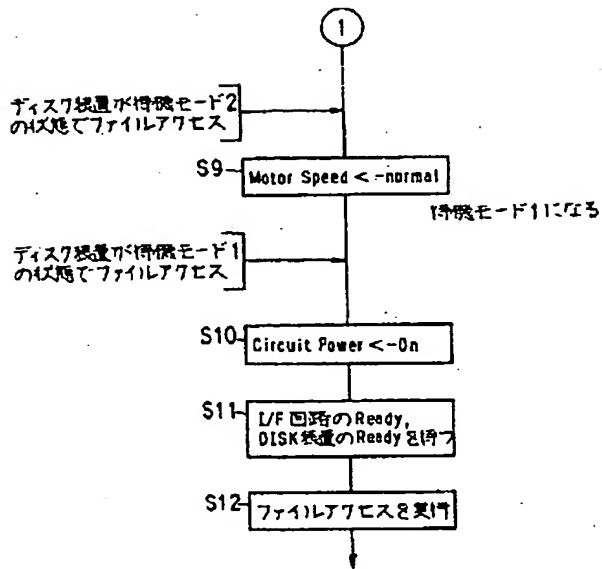 1
ディスク装置が待機モード2
の状態でファイルアクセス
S9
Motor Speed <-normal
待機モード1になる
ディスク装置が待機モード1
の状態でファイルアクセス
S10
Circuit Power <-On
S11
I/F回路のReady,
DISK装置のReadyを待つ
S12
ファイルアクセスを実行